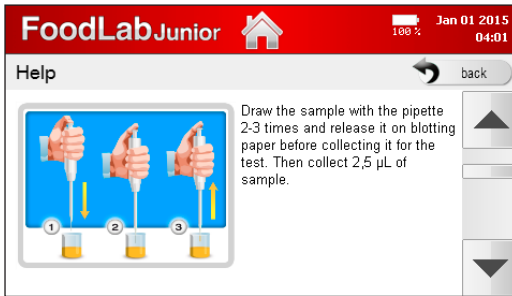 FoodLabJunior
100 %
Jan 01 2015
04:01
Help
back
Draw the sample with the pipette
2-3 times and release it on blotting
paper before collecting it for the
test. Then collect 2,5 µL of
sample.
1 2 3